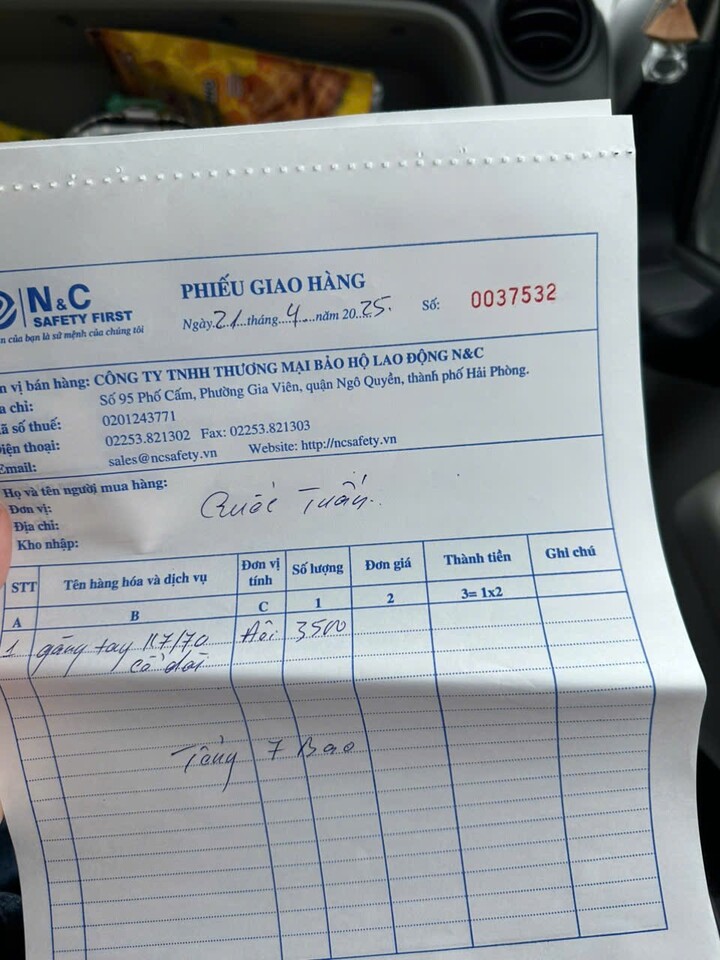 N&C
SAFETY FIRST
n của bạn là sứ mệnh của chúng tôi
PHIẾU GIAO HÀNG
Ngày 21 tháng 4 năm 2025.
Số: 0037532
n vị bán hàng: CÔNG TY TNHH THƯƠNG MẠI BẢO HỘ LAO ĐỘNG N&C
a chỉ: Số 95 Phố Cấm, Phường Gia Viên, quận Ngô Quyền, thành phố Hải Phòng.
ã số thuế: 0201243771
iện thoại: 02253.821302 Fax: 02253.821303
Email: sales@ncsafety.vn Website: http://ncsafety.vn
Họ và tên người mua hàng:
Đơn vị: Quốc Tuấn.
Địa chỉ:
Kho nhập:
STT Tên hàng hóa và dịch vụ Đơn vị tính Số lượng Đơn giá Thành tiền Ghi chú
A B C 1 2 3= 1x2
1 găng tay K7/70 Đôi 3500
cổ dài
Tổng 7 Bao